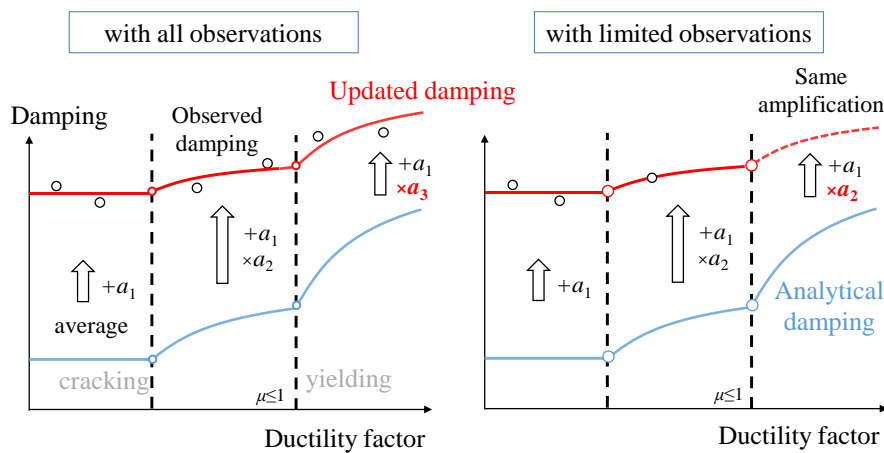 with all observations
Damping
Observed
damping
Updated damping
+a1
×a3
+a1
×a2
+a1
average
cracking
yielding
μ≤1
Ductility factor
with limited observations
Same
amplification
+a1
×a2
+a1
×a2
+a1
Analytical
damping
μ≤1
Ductility factor